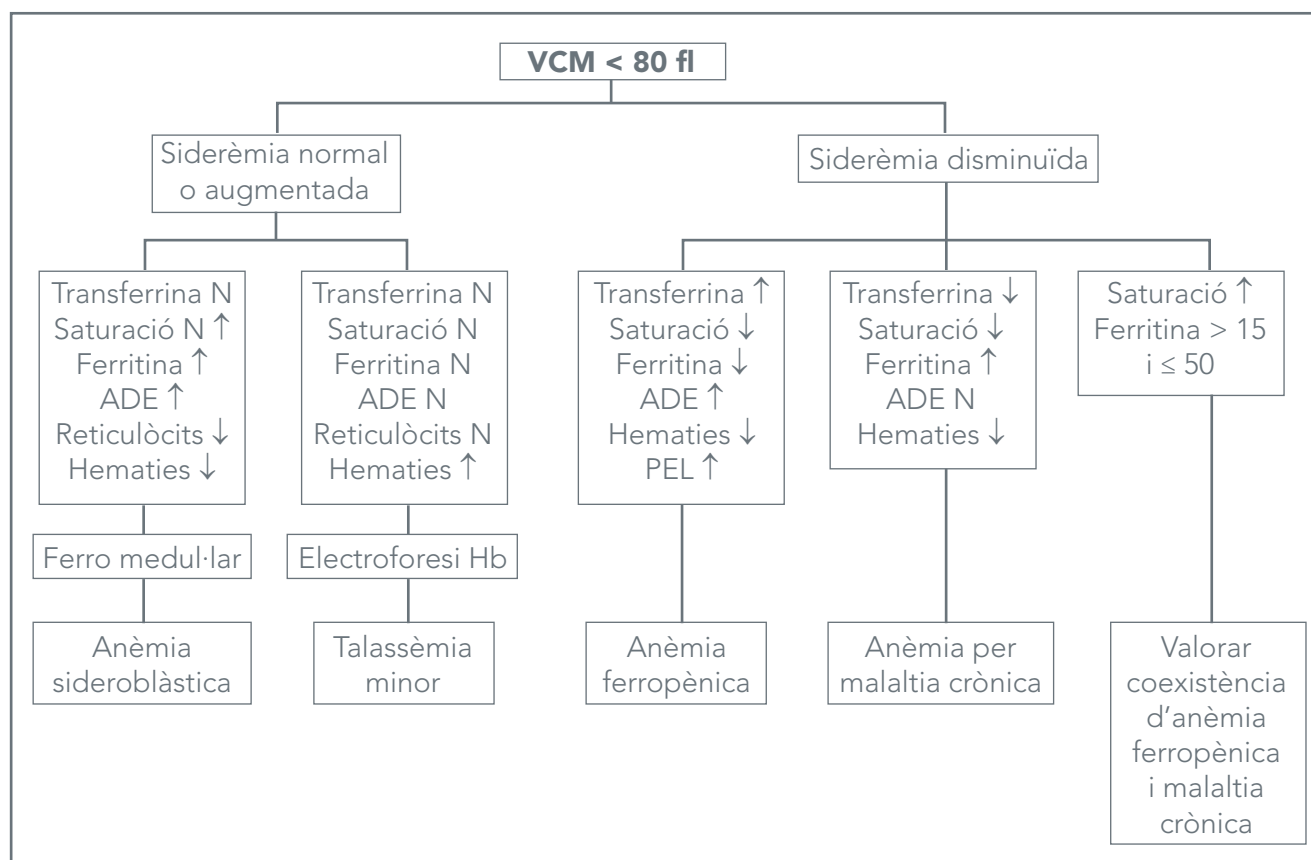 VCM < 80 fl
Siderèmia normal
o augmentada
Siderèmia disminuïda
Transferrina N
Saturació N ↑
Ferritina ↑
ADE ↑
Reticulòcits ↓
Hematies ↓
Transferrina N
Saturació N
Ferritina N
ADE N
Reticulòcits N
Hematies ↑
Transferrina ↑
Saturació ↓
Ferritina ↓
ADE ↑
Hematies ↓
PEL ↑
Transferrina ↓
Saturació ↓
Ferritina ↑
ADE N
Hematies ↓
Saturació ↑
Ferritina > 15
i ≤ 50
Ferro medul·lar
Electroforesi Hb
Anèmia
sideroblàstica
Talassèmia
minor
Anèmia
ferropènica
Anèmia per
malaltia crònica
Valorar
coexistència
d’anèmia
ferropènica
i malaltia
crònica